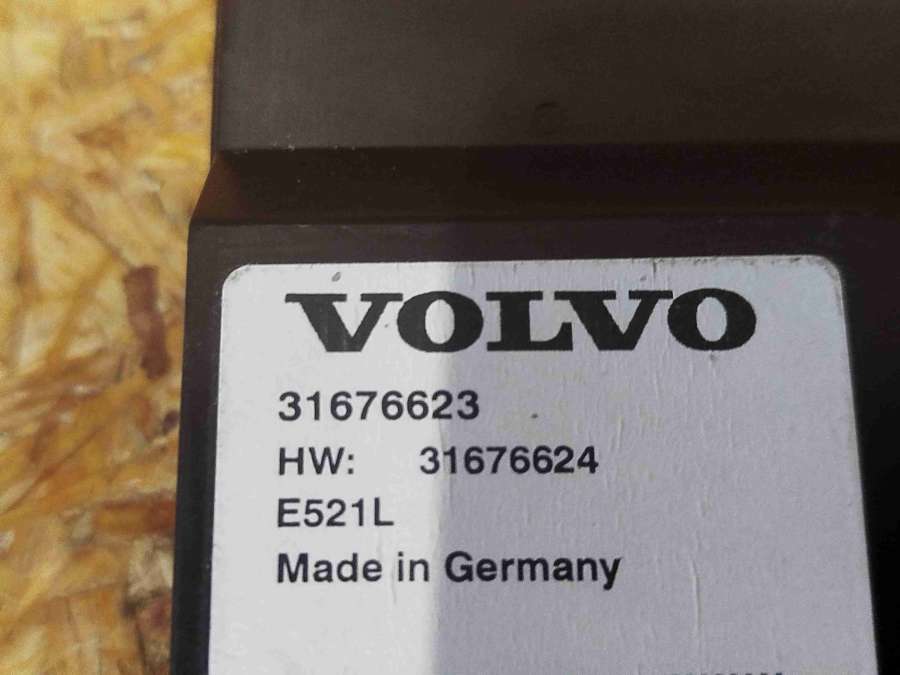 VOLVO
31676623
HW: 31676624
E521L
Made in Germany